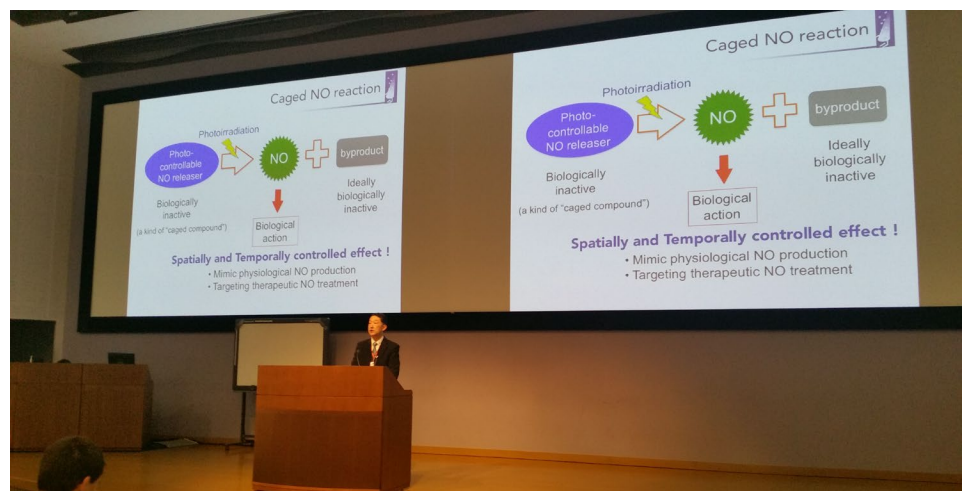 Caged NO reaction
Photoirradiation
Photo-
controllable
NO releaser
NO
byproduct
Biologically
inactive
(a kind of "caged compound")
Ideally
biologically
inactive
Biological
action
Spatially and Temporally controlled effect !
• Mimic physiological NO production
• Targeting therapeutic NO treatment
Caged NO reaction
Photoirradiation
Photo-
controllable
NO releaser
NO
byproduct
Biologically
inactive
(a kind of "caged compound")
Ideally
biologically
inactive
Biological
action
Spatially and Temporally controlled effect !
• Mimic physiological NO production
• Targeting therapeutic NO treatment